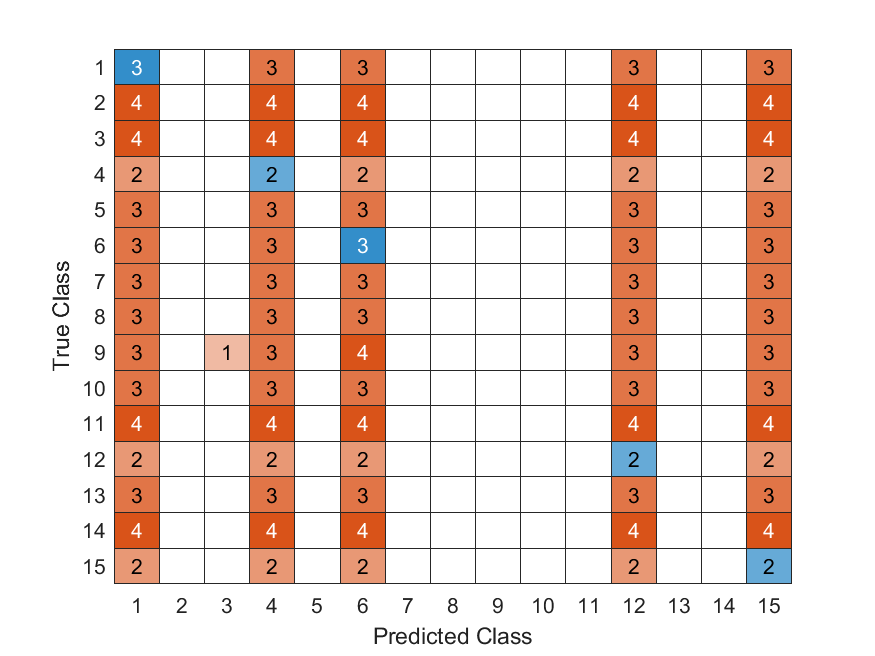 1 3 3 3 3 3
2 4 4 4 4 4
3 4 4 4 4 4
4 2 2 2 2 2
5 3 3 3 3 3
6 3 3 3 3 3
7 3 3 3 3 3
8 3 3 3 3 3
9 3 1 3 4 3 3
10 3 3 3 3 3
11 4 4 4 4 4
12 2 2 2 2 2
13 3 3 3 3 3
14 4 4 4 4 4
15 2 2 2 2 2
True Class
1 2 3 4 5 6 7 8 9 10 11 12 13 14 15
Predicted Class